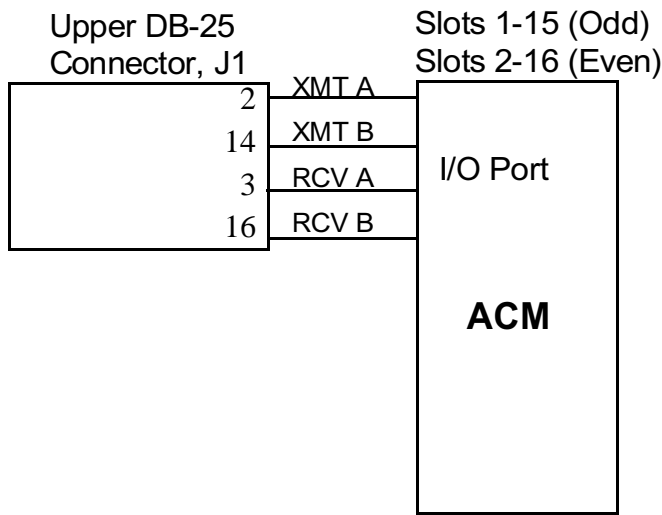 Upper DB-25
Connector, J1
Slots 1-15 (Odd)
Slots 2-16 (Even)
2
XMT A
14
XMT B
3
RCV A
16
RCV B
I/O Port
ACM